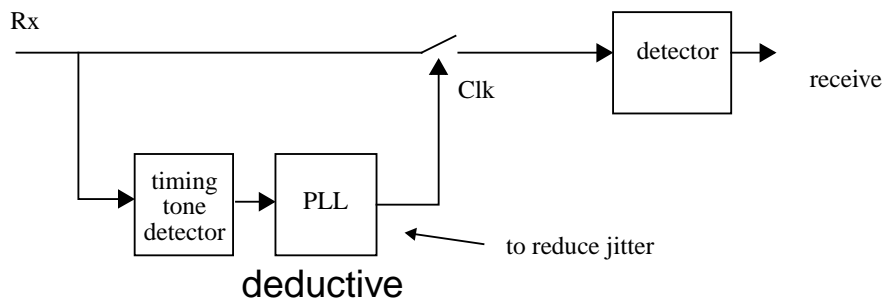 Rx
detector
receive
Clk
timing
tone
detector
PLL
to reduce jitter
deductive